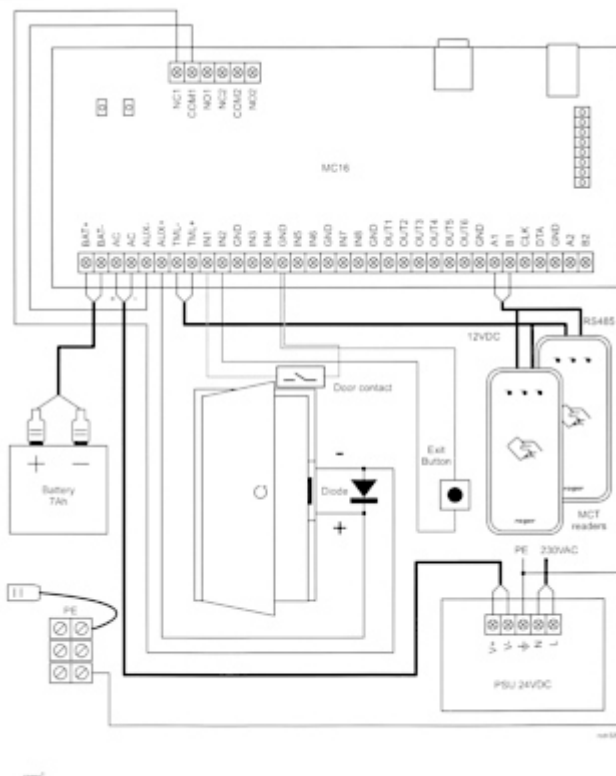 NC1 COM1 NO1 NC2 COM2 NO2
MC16
BAT+ BAT- AC AC AUX- AUX+ TML- TML+ IN1 IN2 GND IN3 IN4 GND IN5 IN6 GND IN7 IN8 GND OUT1 OUT2 OUT3 OUT4 OUT5 OUT6 GND A1 B1 CLK DTA GND A2 B2
+ -
RS485
12VDC
Door contact
-
Diode
+
Exit
Button
+ -
Battery
7Ah
roger
MCT
readers
PE 230VAC
PE
V+ V- N L
PSU 24VDC